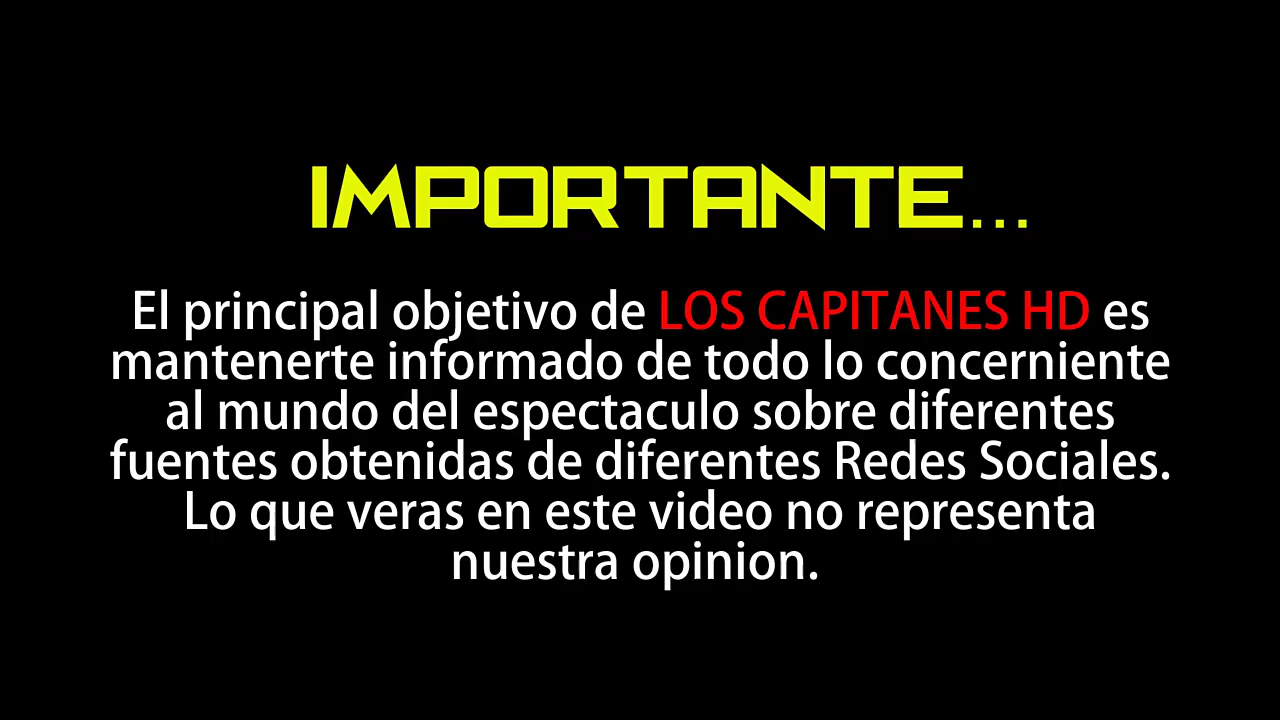 IMPORTANTE...
El principal objetivo de LOS CAPITANES HD es
mantenerte informado de todo lo concerniente
al mundo del espectaculo sobre diferentes
fuentes obtenidas de diferentes Redes Sociales.
Lo que veras en este video no representa
nuestra opinion.